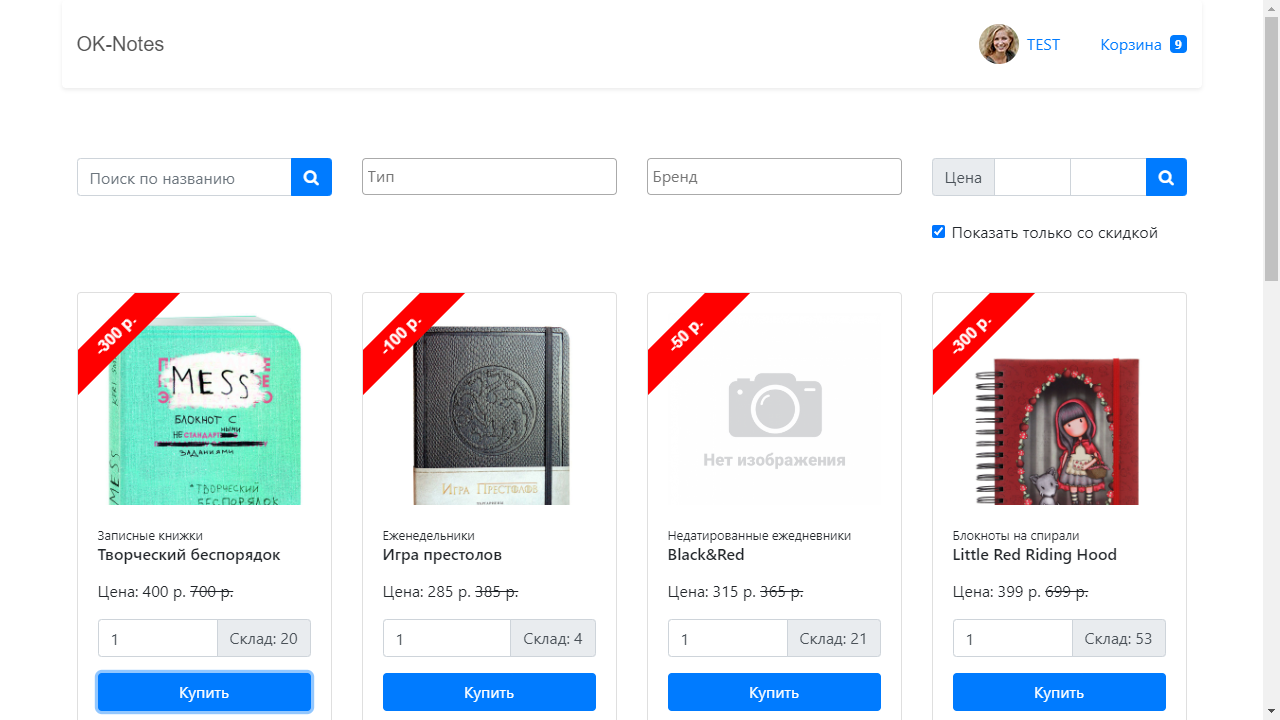 OK-Notes
TEST
Корзина 9
Поиск по названию
Тип
Бренд
Цена
Показать только со скидкой
-300 р.
-100 р.
-50 р.
-300 р.
MESS
БЛОКНОТ С
НЕСТАНДАРТНЫМИ
ЗАДАНИЯМИ
*ТВОРЧЕСКИЙ
БЕСПОРЯДОК
MESS
ИГРА ПРЕСТОЛОВ
Нет изображения
Записные книжки
Творческий беспорядок
Цена: 400 р. 700 р.
1
Склад: 20
Купить
Еженедельники
Игра престолов
Цена: 285 р. 385 р.
1
Склад: 4
Купить
Недатированные ежедневники
Black&Red
Цена: 315 р. 365 р.
1
Склад: 21
Купить
Блокноты на спирали
Little Red Riding Hood
Цена: 399 р. 699 р.
1
Склад: 53
Купить